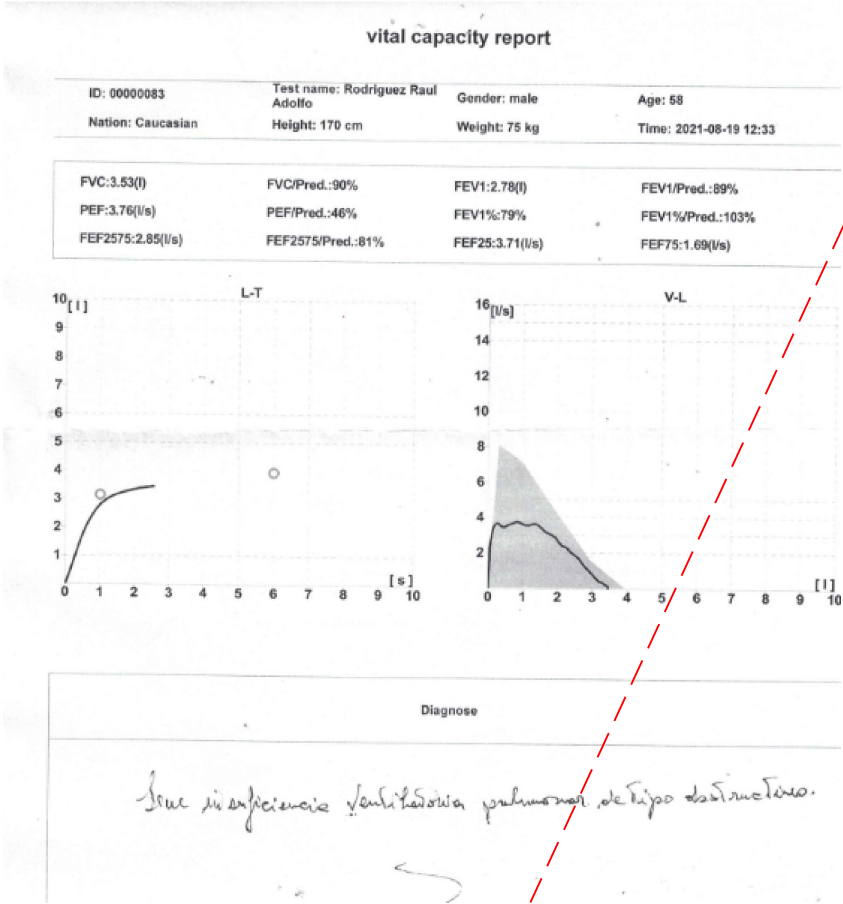 vital capacity report
ID: 00000083 Test name: Rodriguez Raul Adolfo Gender: male Age: 58
Nation: Caucasian Height: 170 cm Weight: 75 kg Time: 2021-08-19 12:33
FVC:3.53(l) FVC/Pred.:90% FEV1:2.78(l) FEV1/Pred.:89%
PEF:3.76(l/s) PEF/Pred.:46% FEV1%:79% FEV1%/Pred.:103%
FEF2575:2.85(l/s) FEF2575/Pred.:81% FEF25:3.71(l/s) FEF75:1.69(l/s)
L-T
[l]
10
9
8
7
6
5
4
3
2
1
0 1 2 3 4 5 6 7 8 9 10
[s]
V-L
[l/s]
16
14
12
10
8
6
4
2
0 1 2 3 4 5 6 7 8 9 10
[l]
Diagnose
insuficiencia ventilatoria pulmonar de tipo obstructivo.